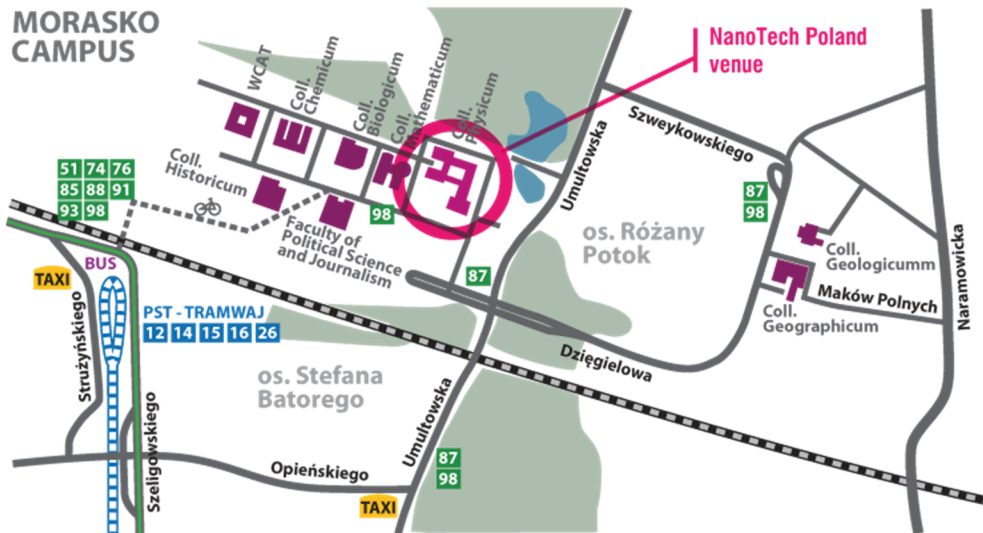 MORASKO
CAMPUS
NanoTech Poland
venue
WCAT
Coll.
Chemicum
Coll.
Biologicum
Coll.
Mathematicum
Coll.
Physicum
Szweykowskiego
Umultowska
Coll.
Historicum
51 74 76
85 88 91
93 98
98
87
98
Faculty of
Political Science
and Journalism
os. Różany
Potok
Coll.
Geologicumm
Naramowicka
BUS
TAXI
87
Maków Polnych
Coll.
Geographicum
PST - TRAMWAJ
12 14 15 16 26
Strużyńskiego
Dzięgielowa
os. Stefana
Batorego
Szeligowskiego
Umultowska
Opieńskiego
87
98
TAXI